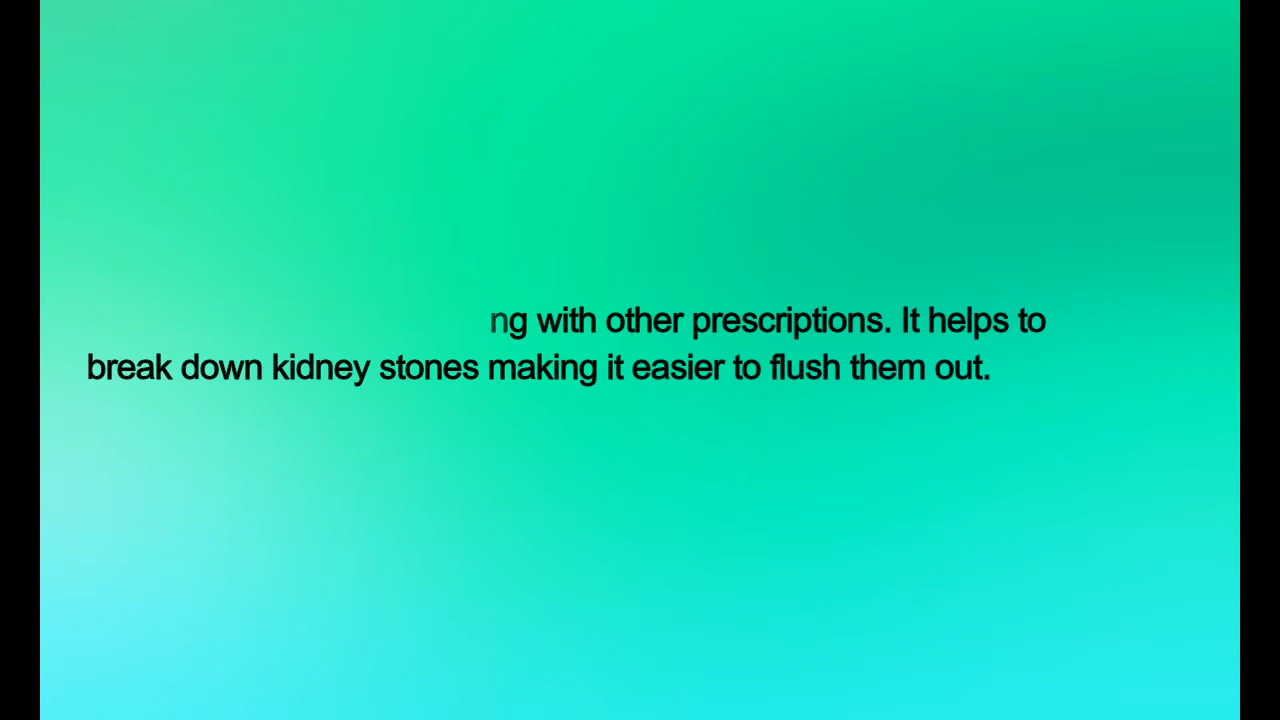 ng with other prescriptions. It helps to
break down kidney stones making it easier to flush them out.